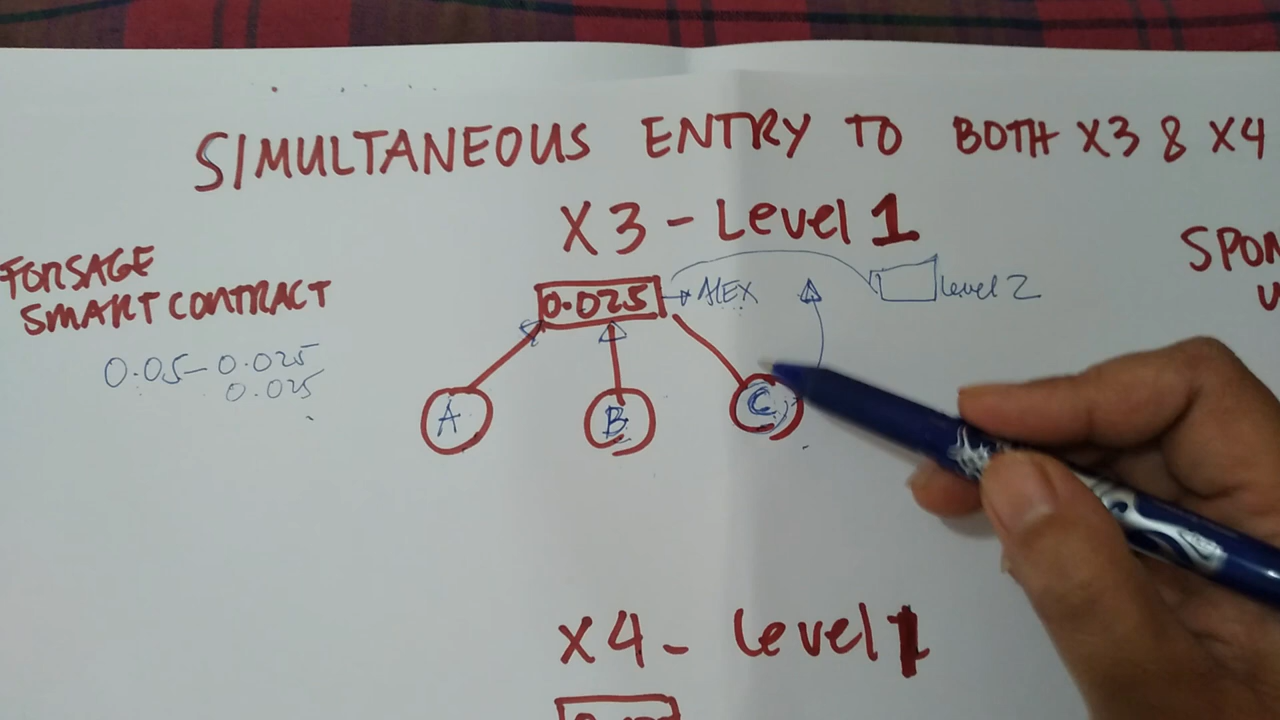 SIMULTANEOUS ENTRY TO BOTH X3 & X4
X3 - Level 1
FORSAGE
SMART CONTRACT
0.05 - 0.025
0.025
0.025
ALEX
level 2
SPON
A
B
C
X4 - level 1